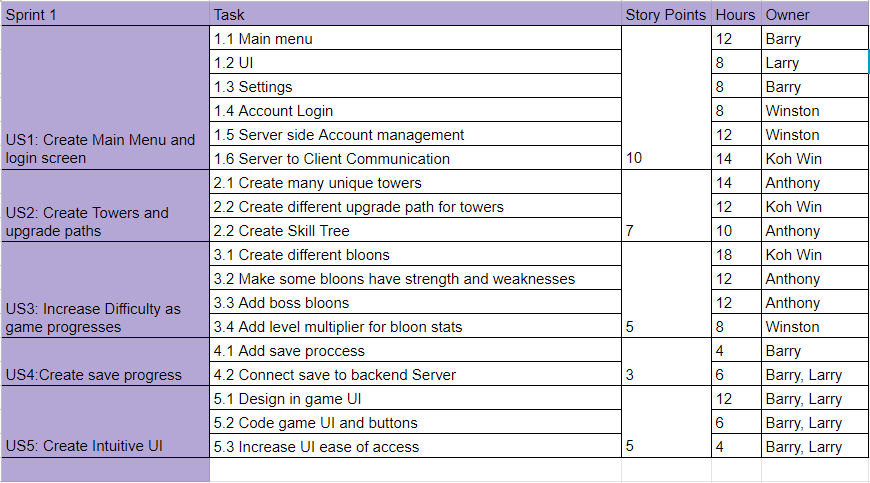 Sprint 1 Task Story Points Hours Owner
1.1 Main menu 12 Barry
1.2 UI 8 Larry
1.3 Settings 8 Barry
1.4 Account Login 8 Winston
US1: Create Main Menu and 1.5 Server side Account management 12 Winston
login screen 1.6 Server to Client Communication 10 14 Koh Win
2.1 Create many unique towers 14 Anthony
US2: Create Towers and 2.2 Create different upgrade path for towers 12 Koh Win
upgrade paths 2.2 Create Skill Tree 7 10 Anthony
3.1 Create different bloons 18 Koh Win
3.2 Make some bloons have strength and weaknesses 12 Anthony
US3: Increase Difficulty as 3.3 Add boss bloons 12 Anthony
game progresses 3.4 Add level multiplier for bloon stats 5 8 Winston
4.1 Add save proccess 4 Barry
US4:Create save progress 4.2 Connect save to backend Server 3 6 Barry, Larry
5.1 Design in game UI 12 Barry, Larry
5.2 Code game UI and buttons 6 Barry, Larry
US5: Create Intuitive UI 5.3 Increase UI ease of access 5 4 Barry, Larry